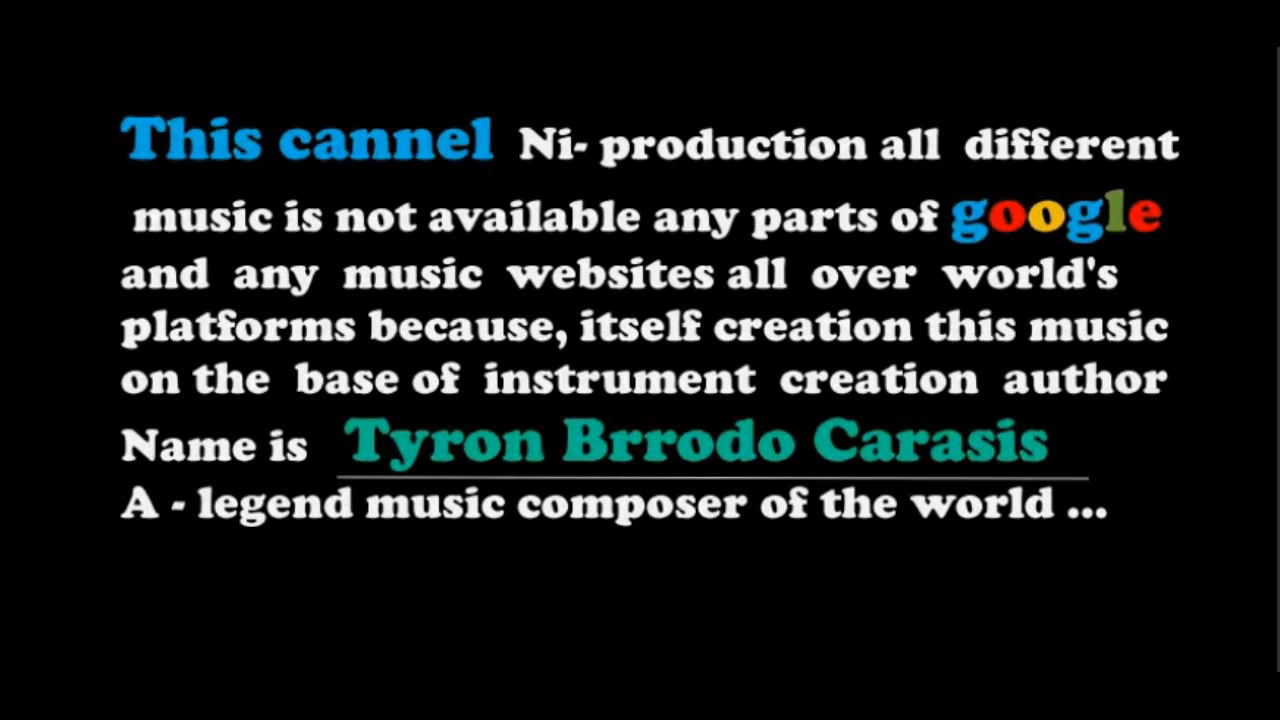 This cannel Ni- production all different
music is not available any parts of google
and any music websites all over world's
platforms because, itself creation this music
on the base of instrument creation author
Name is Tyron Brrodo Carasis
A - legend music composer of the world ...